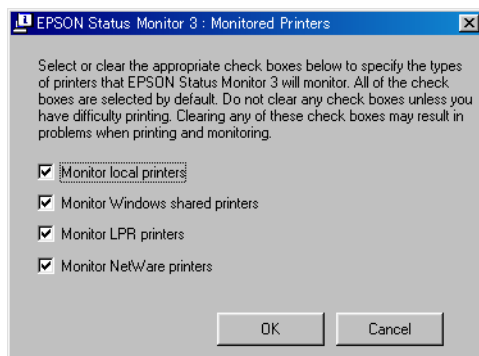 EPSON Status Monitor 3 : Monitored Printers
Select or clear the appropriate check boxes below to specify the types
of printers that EPSON Status Monitor 3 will monitor. All of the check
boxes are selected by default. Do not clear any check boxes unless you
have difficulty printing. Clearing any of these check boxes may result in
problems when printing and monitoring.
Monitor local printers
Monitor Windows shared printers
Monitor LPR printers
Monitor NetWare printers
OK Cancel